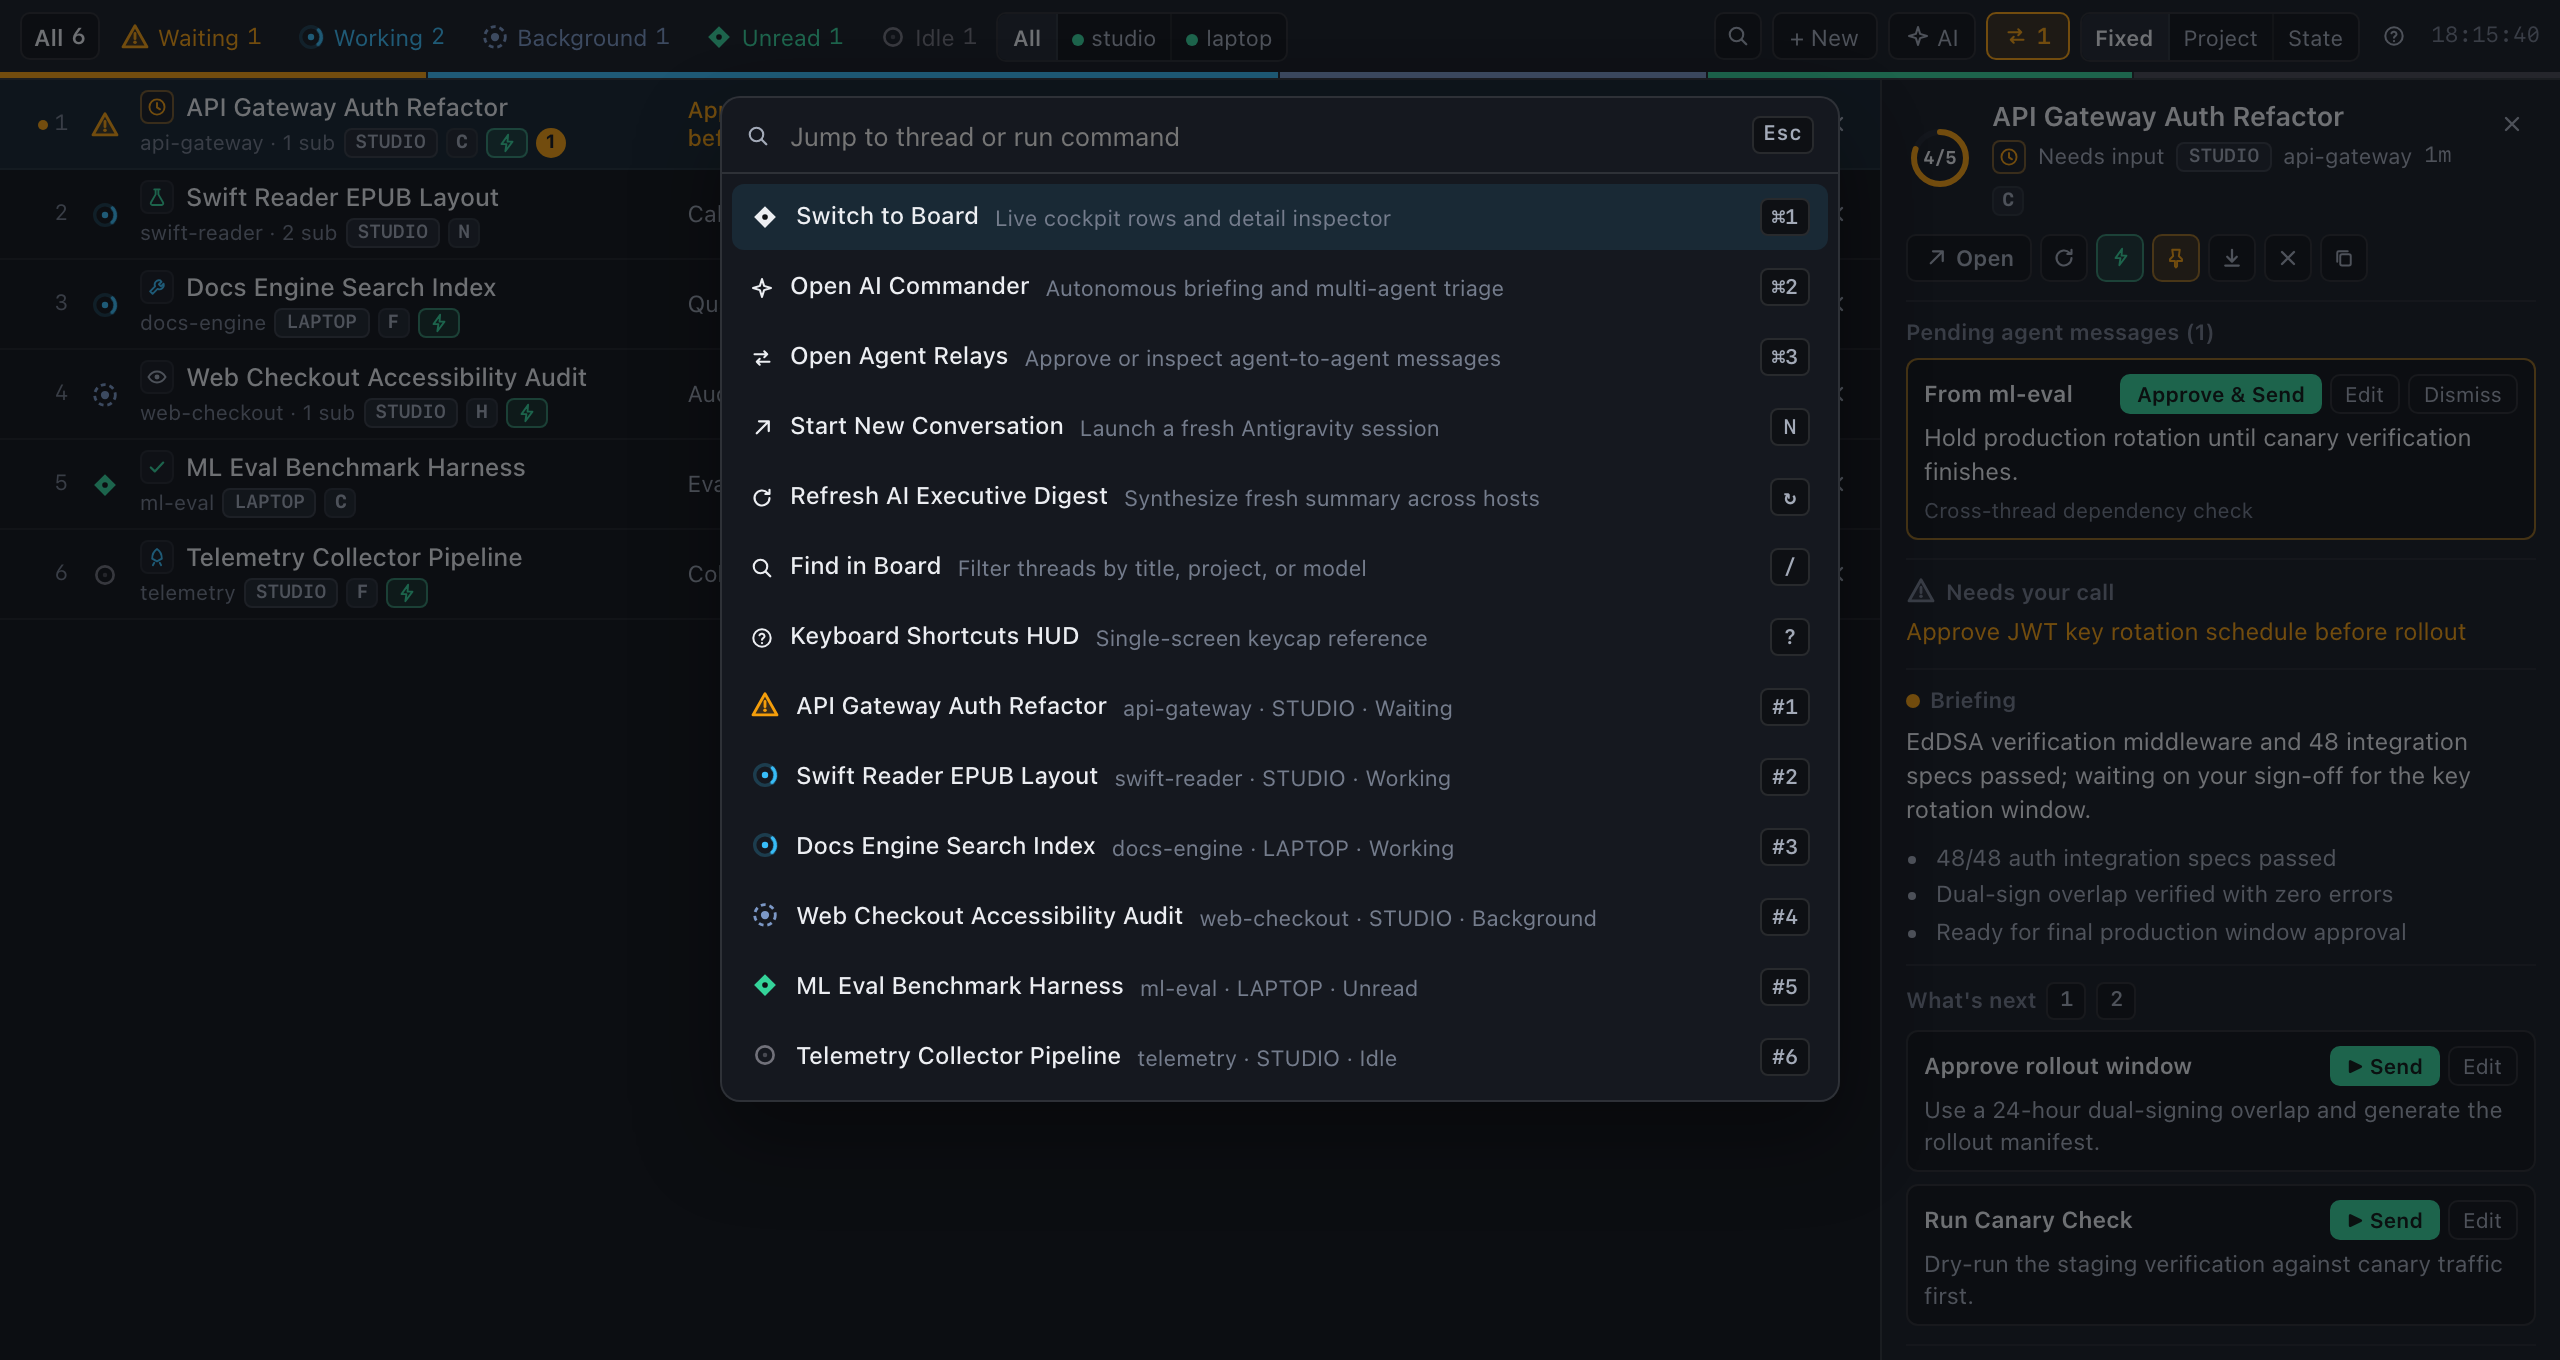 All 6 Waiting 1 Working 2 Background 1 Unread 1 Idle 1 All studio laptop + New AI 1 Fixed Project State 18:15:40
1 API Gateway Auth Refactor
api-gateway · 1 sub STUDIO C 1
2 Swift Reader EPUB Layout
swift-reader · 2 sub STUDIO N
3 Docs Engine Search Index
docs-engine LAPTOP F
4 Web Checkout Accessibility Audit
web-checkout · 1 sub STUDIO H
5 ML Eval Benchmark Harness
ml-eval LAPTOP C
6 Telemetry Collector Pipeline
telemetry STUDIO F
Jump to thread or run command Esc
Switch to Board Live cockpit rows and detail inspector ⌘1
Open AI Commander Autonomous briefing and multi-agent triage ⌘2
Open Agent Relays Approve or inspect agent-to-agent messages ⌘3
Start New Conversation Launch a fresh Antigravity session N
Refresh AI Executive Digest Synthesize fresh summary across hosts ↻
Find in Board Filter threads by title, project, or model /
Keyboard Shortcuts HUD Single-screen keycap reference ?
API Gateway Auth Refactor api-gateway · STUDIO · Waiting #1
Swift Reader EPUB Layout swift-reader · STUDIO · Working #2
Docs Engine Search Index docs-engine · LAPTOP · Working #3
Web Checkout Accessibility Audit web-checkout · STUDIO · Background #4
ML Eval Benchmark Harness ml-eval · LAPTOP · Unread #5
Telemetry Collector Pipeline telemetry · STUDIO · Idle #6
4/5
API Gateway Auth Refactor
Needs input STUDIO api-gateway 1m
C
Open
Pending agent messages (1)
From ml-eval Approve & Send Edit Dismiss
Hold production rotation until canary verification
finishes.
Cross-thread dependency check
Needs your call
Approve JWT key rotation schedule before rollout
Briefing
EdDSA verification middleware and 48 integration
specs passed; waiting on your sign-off for the key
rotation window.
• 48/48 auth integration specs passed
• Dual-sign overlap verified with zero errors
• Ready for final production window approval
What's next 1 2
Approve rollout window Send Edit
Use a 24-hour dual-signing overlap and generate the
rollout manifest.
Run Canary Check Send Edit
Dry-run the staging verification against canary traffic
first.